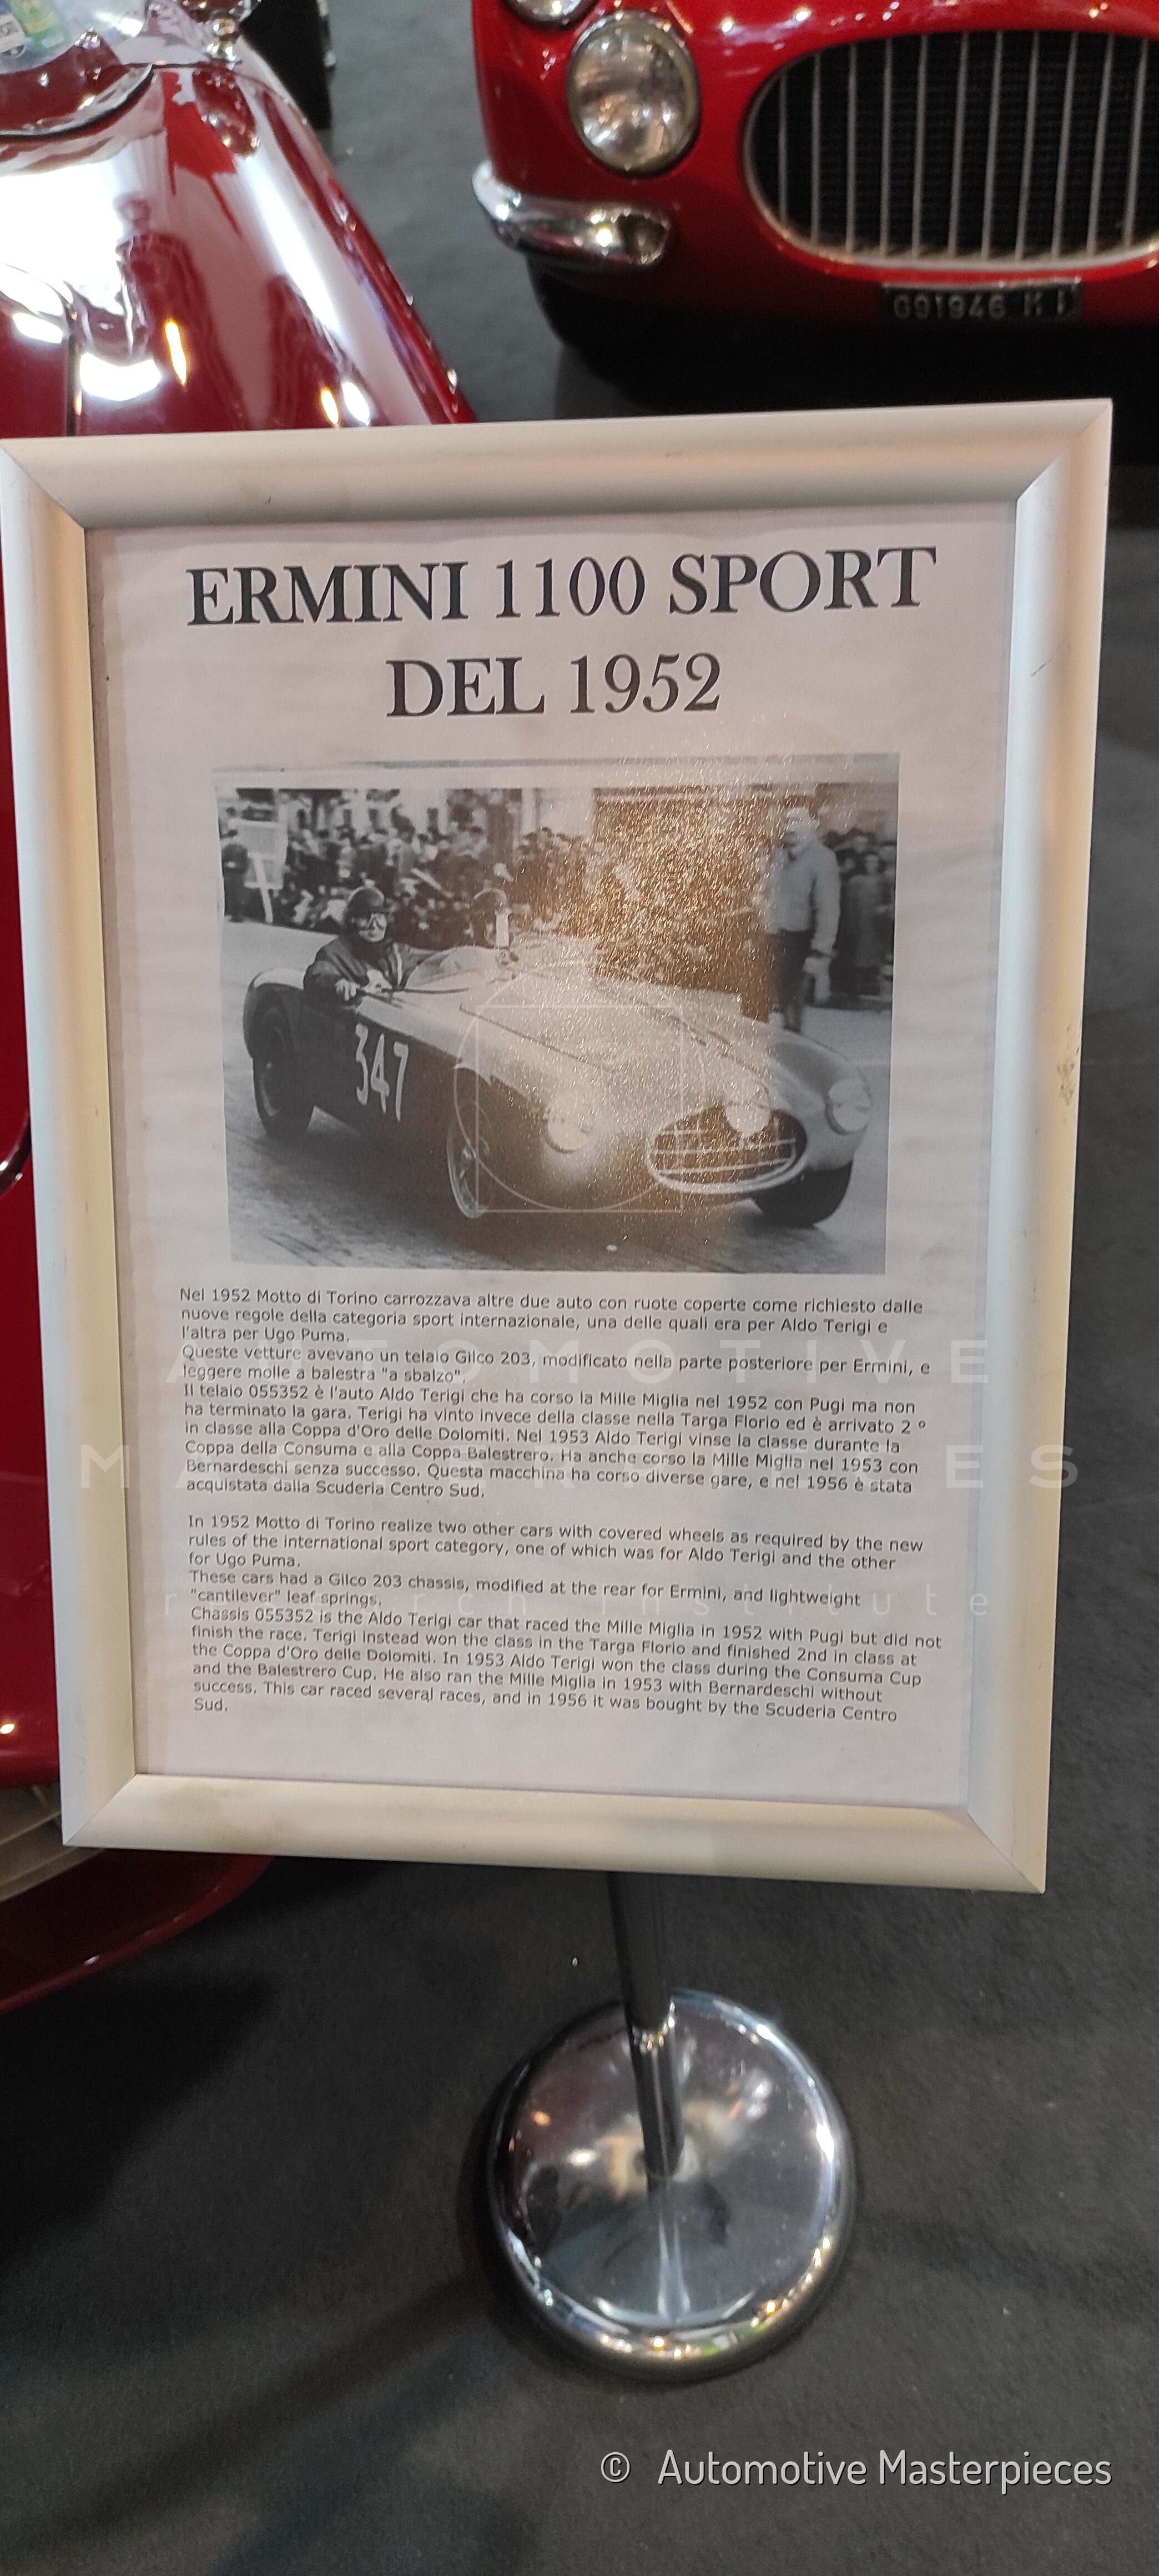 091946 M I
ERMINI 1100 SPORT
DEL 1952
347
Nel 1952 Motto di Torino carrozzava altre due auto con ruote coperte come richiesto dalle
nuove regole della categoria sport internazionale, una delle quali era per Aldo Terigi e
l'altra per Ugo Puma.
Queste vetture avevano un telaio Gilco 203, modificato nella parte posteriore per Ermini, e
leggere molle a balestra "a sbalzo".
Il telaio 055352 è l'auto Aldo Terigi che ha corso la Mille Miglia nel 1952 con Pugi ma non
ha terminato la gara. Terigi ha vinto invece della classe nella Targa Florio ed è arrivato 2 °
in classe alla Coppa d'Oro delle Dolomiti. Nel 1953 Aldo Terigi vinse la classe durante la
Coppa della Consuma e alla Coppa Balestrero. Ha anche corso la Mille Miglia nel 1953 con
Bernardeschi senza successo. Questa macchina ha corso diverse gare, e nel 1956 è stata
acquistata dalla Scuderia Centro Sud.
In 1952 Motto di Torino realize two other cars with covered wheels as required by the new
rules of the international sport category, one of which was for Aldo Terigi and the other
for Ugo Puma.
These cars had a Gilco 203 chassis, modified at the rear for Ermini, and lightweight
"cantilever" leaf springs.
Chassis 055352 is the Aldo Terigi car that raced the Mille Miglia in 1952 with Pugi but did not
finish the race. Terigi instead won the class in the Targa Florio and finished 2nd in class at
the Coppa d'Oro delle Dolomiti. In 1953 Aldo Terigi won the class during the Consuma Cup
and the Balestrero Cup. He also ran the Mille Miglia in 1953 with Bernardeschi without
success. This car raced several races, and in 1956 it was bought by the Scuderia Centro
Sud.
AUTOMOTIVE
MASTERPIECES
research institute
© Automotive Masterpieces